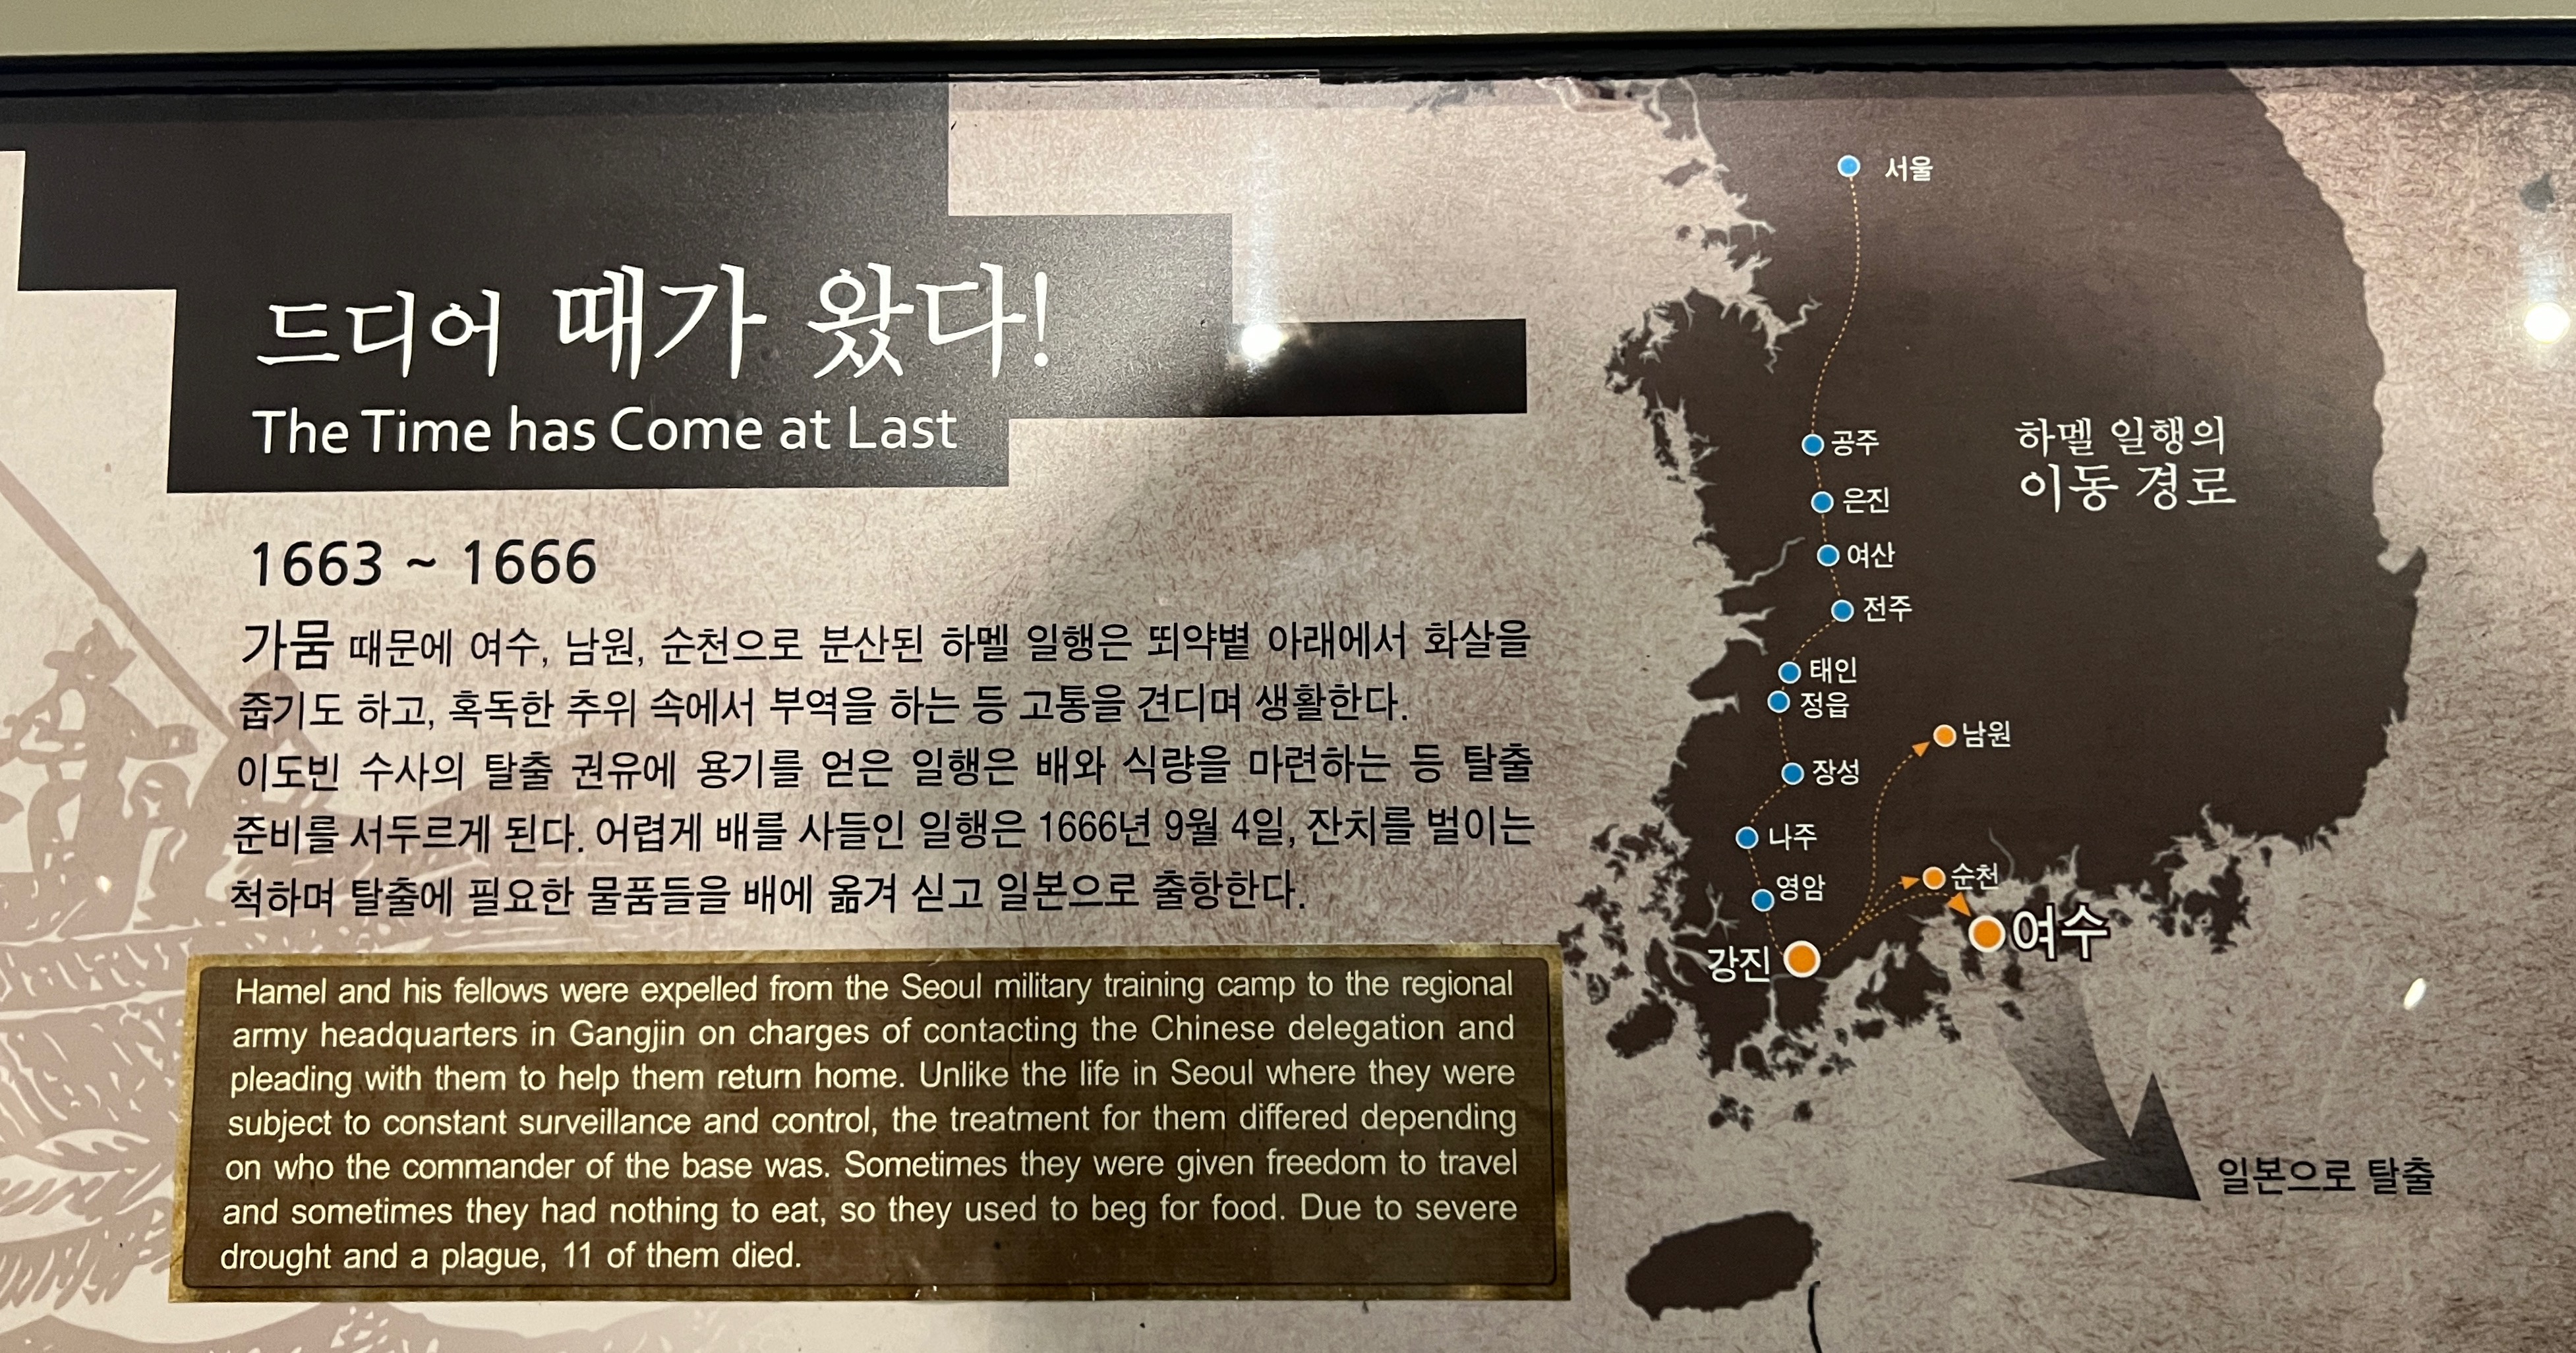 드디어 때가 왔다!
The Time has Come at Last
1663 ~ 1666
가뭄 때문에 여수, 남원, 순천으로 분산된 하멜 일행은 뙤약볕 아래에서 화살을
줍기도 하고, 혹독한 추위 속에서 부역을 하는 등 고통을 견디며 생활한다.
이도빈 수사의 탈출 권유에 용기를 얻은 일행은 배와 식량을 마련하는 등 탈출
준비를 서두르게 된다. 어렵게 배를 사들인 일행은 1666년 9월 4일, 잔치를 벌이는
척하며 탈출에 필요한 물품들을 배에 옮겨 싣고 일본으로 출항한다.
Hamel and his fellows were expelled from the Seoul military training camp to the regional
army headquarters in Gangjin on charges of contacting the Chinese delegation and
pleading with them to help them return home. Unlike the life in Seoul where they were
subject to constant surveillance and control, the treatment for them differed depending
on who the commander of the base was. Sometimes they were given freedom to travel
and sometimes they had nothing to eat, so they used to beg for food. Due to severe
drought and a plague, 11 of them died.
서울
하멜 일행의
이동 경로
공주
은진
여산
전주
태인
정읍
남원
장성
나주
순천
영암
여수
강진
일본으로 탈출